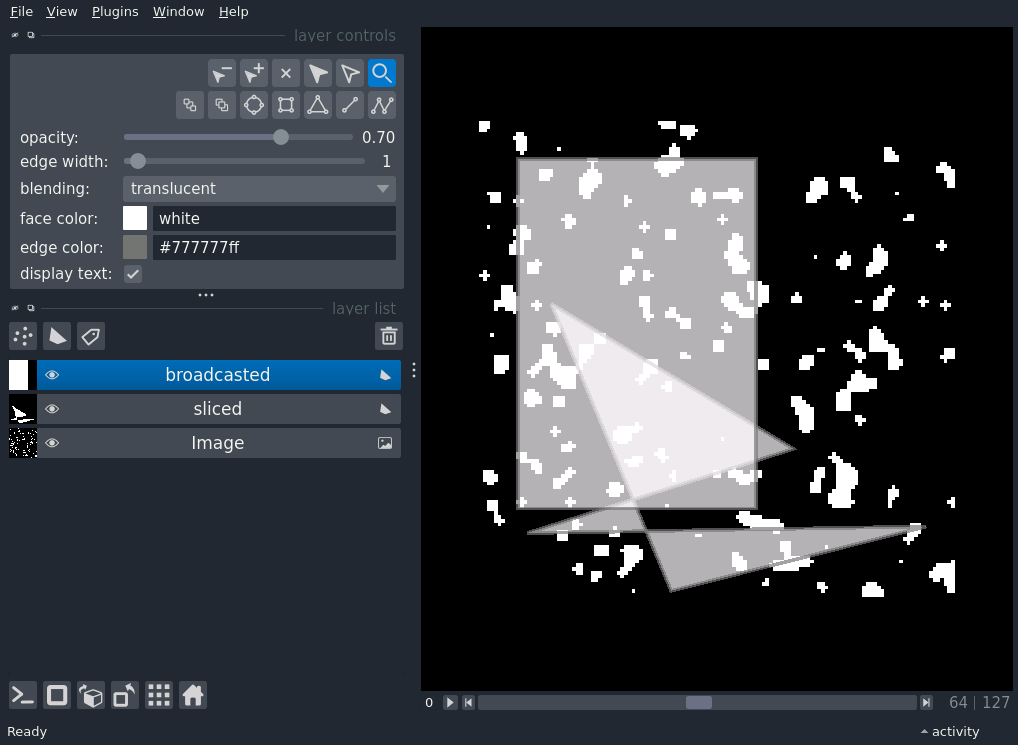 File View Plugins Window Help
layer controls
opacity: 0.70
edge width: 1
blending: translucent
face color: white
edge color: #777777ff
display text:
layer list
broadcasted
sliced
Image
0 64 | 127
Ready activity